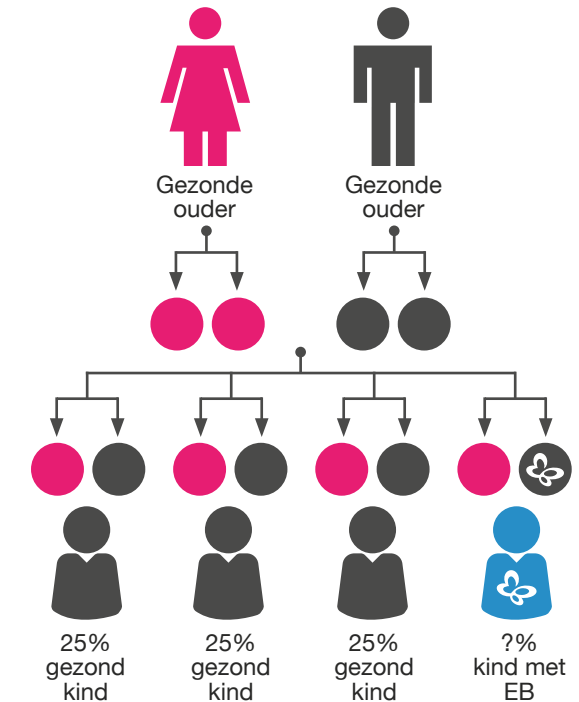 Gezonde
ouder
Gezonde
ouder
25%
gezond
kind
25%
gezond
kind
25%
gezond
kind
?%
kind met
EB